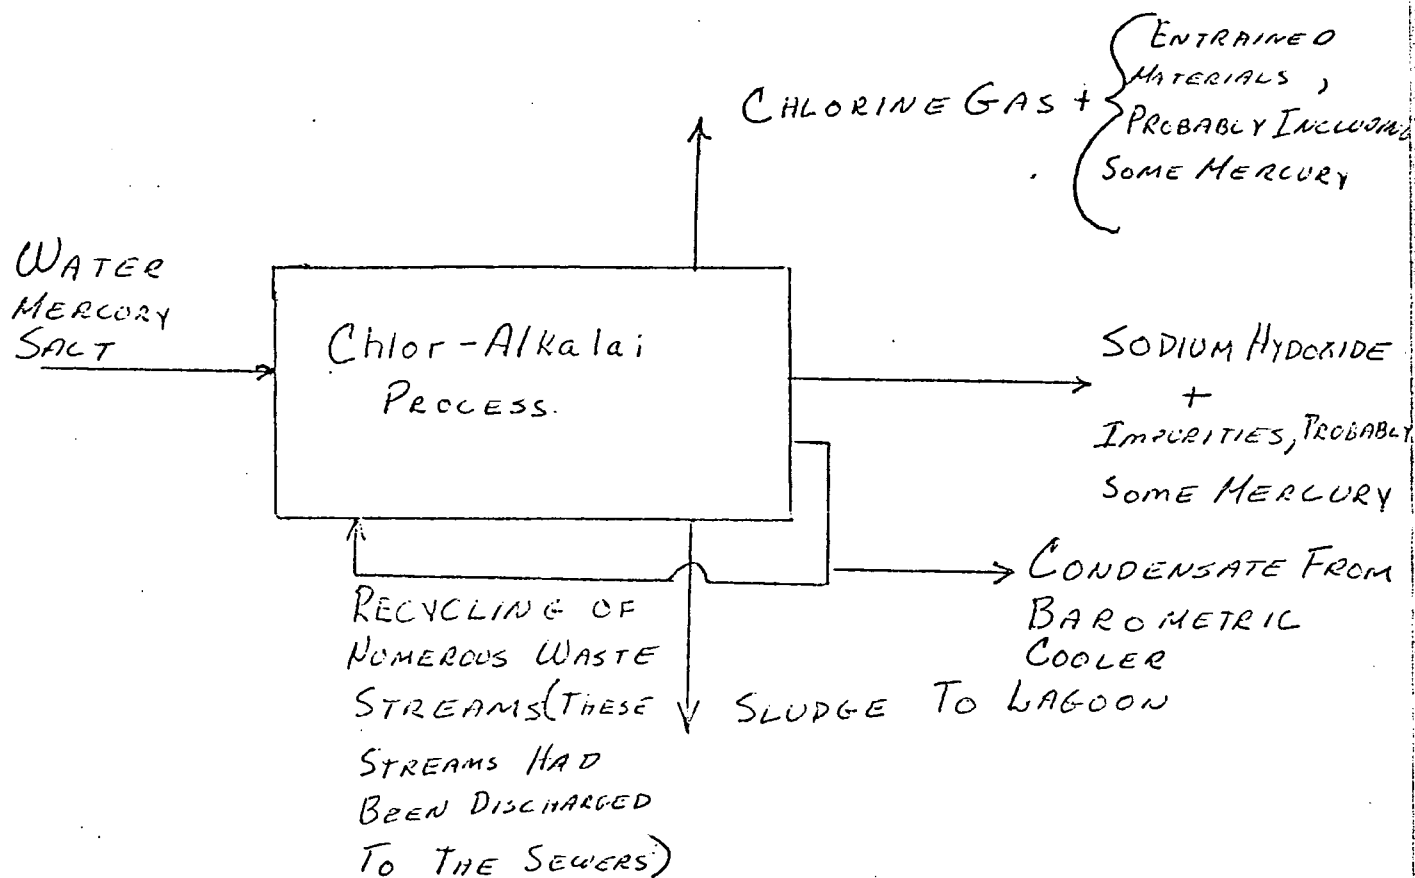 CHLORINE GAS +
ENTRAINED
MATERIALS,
PROBABLY INCLUDING
SOME MERCURY
WATER
MERCURY
SALT
Chlor-Alkalai
PROCESS.
SODIUM HYDOXIDE
+
IMPURITIES, PROBABLY
SOME MERCURY
CONDENSATE FROM
BAROMETRIC
COOLER
RECYCLING OF
NUMEROUS WASTE
STREAMS (THESE
STREAMS HAD
BEEN DISCHARGED
TO THE SEWERS)
SLUDGE TO LAGOON